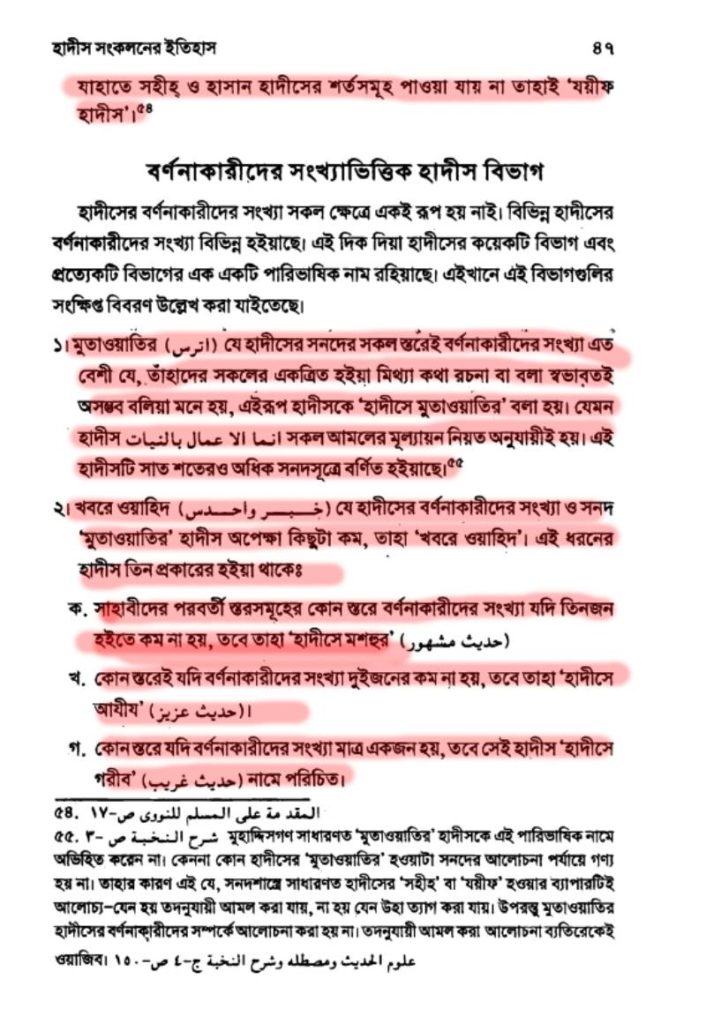 হাদীস সংকলনের ইতিহাস ৪৭
যাহাতে সহীহ্ ও হাসান হাদীসের শর্তসমূহ পাওয়া যায় না তাহাই ‘যয়ীফ
হাদীস’।৫৪
বর্ণনাকারীদের সংখ্যাভিত্তিক হাদীস বিভাগ
হাদীসের বর্ণনাকারীদের সংখ্যা সকল ক্ষেত্রে একই রূপ হয় নাই। বিভিন্ন হাদীসের
বর্ণনাকারীদের সংখ্যা বিভিন্ন হইয়াছে। এই দিক দিয়া হাদীসের কয়েকটি বিভাগ এবং
প্রত্যেকটি বিভাগের এক একটি পারিভাষিক নাম রহিয়াছে। এইখানে এই বিভাগগুলির
সংক্ষিপ্ত বিবরণ উল্লেখ করা যাইতেছে।
১। মুতাওয়াতির (اترس) যে হাদীসের সনদের সকল স্তরেই বর্ণনাকারীদের সংখ্যা এত
বেশী যে, তাঁহাদের সকলের একত্রিত হইয়া মিথ্যা কথা রচনা বা বলা স্বভাবতই
অসম্ভব বলিয়া মনে হয়, এইরূপ হাদীসকে ‘হাদীসে মুতাওয়াতির’ বলা হয়। যেমন
হাদীস انما الا عمال بالنيات সকল আমলের মূল্যায়ন নিয়ত অনুযায়ীই হয়। এই
হাদীসটি সাত শতেরও অধিক সনদসূত্রে বর্ণিত হইয়াছে।৫৫
২। খবরে ওয়াহিদ (خبر واحدس) যে হাদীসের বর্ণনাকারীদের সংখ্যা ও সনদ
‘মুতাওয়াতির’ হাদীস অপেক্ষা কিছুটা কম, তাহা ‘খবরে ওয়াহিদ’। এই ধরনের
হাদীস তিন প্রকারের হইয়া থাকেঃ
ক. সাহাবীদের পরবর্তী স্তরসমূহের কোন স্তরে বর্ণনাকারীদের সংখ্যা যদি তিনজন
হইতে কম না হয়, তবে তাহা ‘হাদীসে মশহুর’ (حديث مشهور)
খ. কোন স্তরেই যদি বর্ণনাকারীদের সংখ্যা দুইজনের কম না হয়, তবে তাহা ‘হাদীসে
আযীয’ (حديث عزيز)।
গ. কোন স্তরে যদি বর্ণনাকারীদের সংখ্যা মাত্র একজন হয়, তবে সেই হাদীস ‘হাদীসে
গরীব’ (حديث غريب) নামে পরিচিত।
৫৪. المقد مة على المسلم للنووى ص-١٧
৫৫. شرح النخبة ص -٣ মুহাদ্দিসগণ সাধারণত ‘মুতাওয়াতির’ হাদীসকে এই পারিভাষিক নামে
অভিহিত করেন না। কেননা কোন হাদীসের ‘মুতাওয়াতির’ হওয়াটা সনদের আলোচনা পর্যায়ে গণ্য
হয় না। তাহার কারণ এই যে, সনদশাস্ত্রে সাধারণত হাদীসের ‘সহীহ’ বা ‘যয়ীফ’ হওয়ার ব্যাপারটিই
আলোচ্য–যেন হয় তদনুযায়ী আমল করা যায়, না হয় যেন উহা ত্যাগ করা যায়। উপরন্তু মুতাওয়াতির
হাদীসের বর্ণনাকারীদের সম্পর্কে আলোচনা করা হয় না। তদনুযায়ী আমল করা আলোচনা ব্যতিরেকেই
ওয়াজিব। علوم الحديث ومصطله وشرح النخبة ج-٤ ص-١٥٠